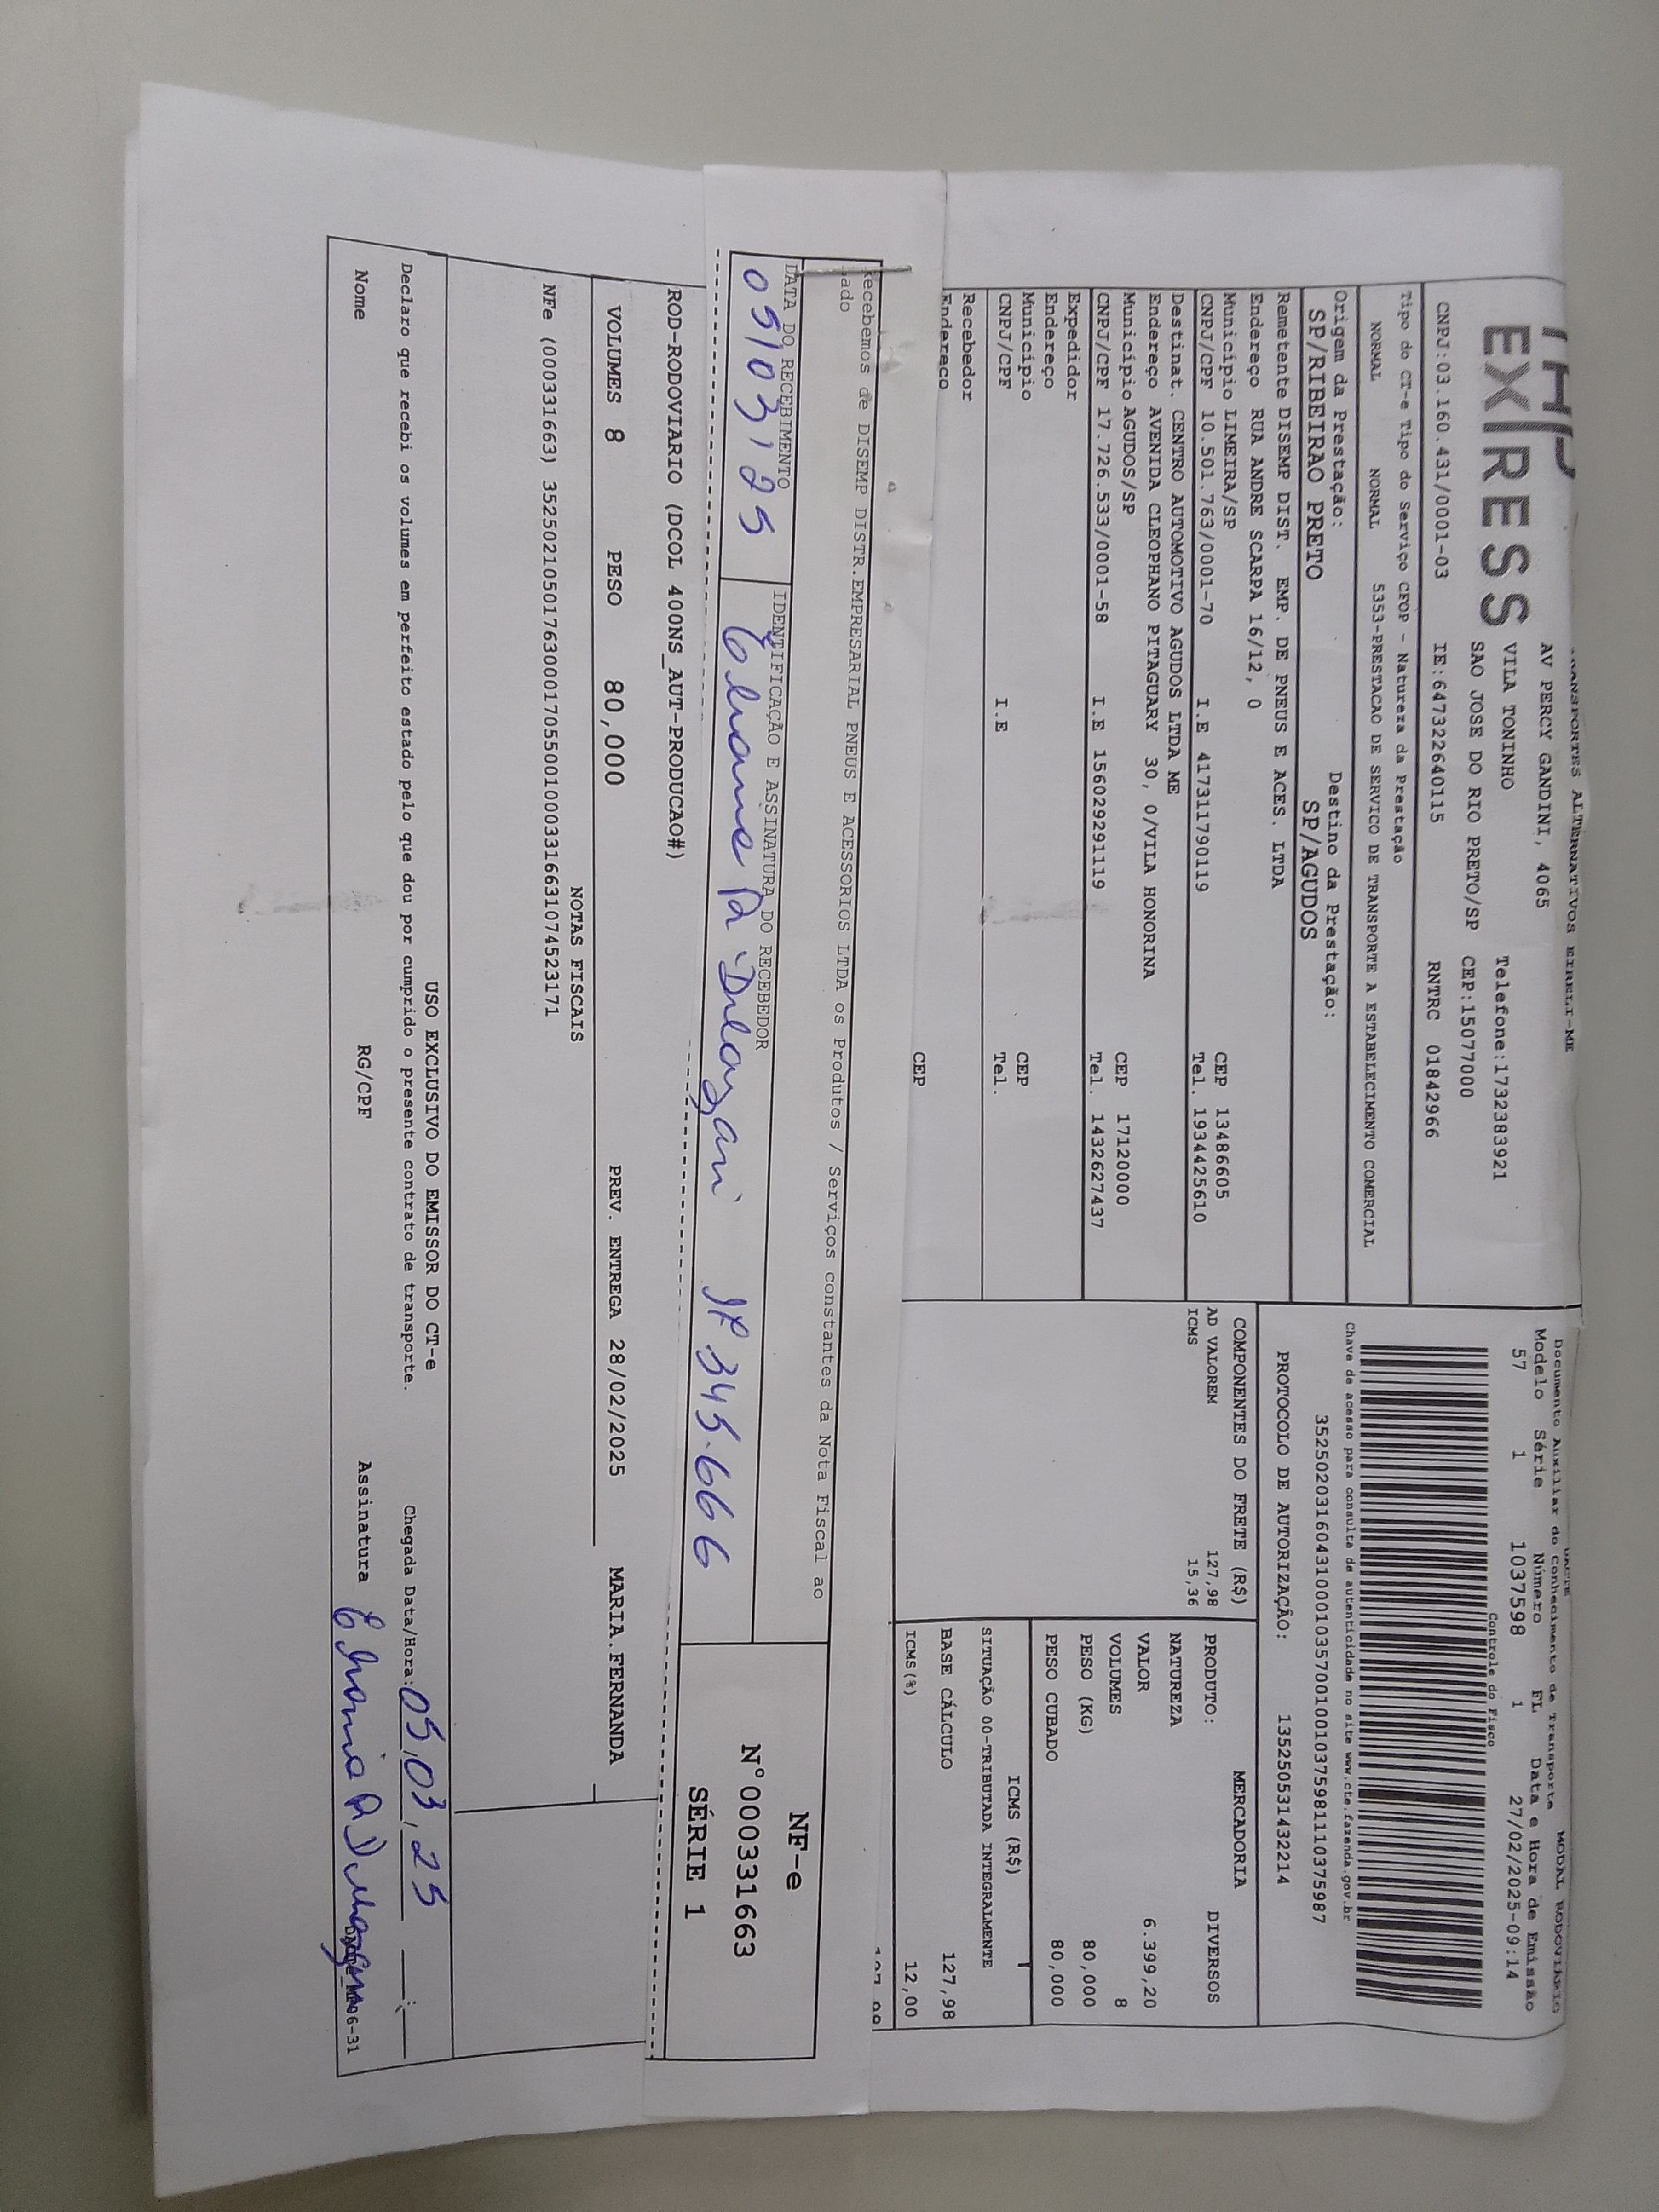 EXPRESS
AV PERCY GANDINI, 4065
VILA TONINHO
Telefone:1732383921
SAO JOSE DO RIO PRETO/SP CEP:15077000
CNPJ:03.160.431/0001-03 IE:647322640115 RNTRC 01842966
Tipo do CT-e Tipo do Serviço CFOP - Natureza da Prestação
NORMAL NORMAL 5353-PRESTACAO DE SERVICO DE TRANSPORTE A ESTABELECIMENTO COMERCIAL
Origem da Prestação: Destino da Prestação:
SP/RIBEIRAO PRETO SP/AGUDOS
Remetente DISEMP DIST. EMP. DE PNEUS E ACES. LTDA
Endereço RUA ANDRE SCARPA 16/12, 0
Município LIMEIRA/SP CEP 13486605
CNPJ/CPF 10.501.763/0001-70 I.E 417311790119 Tel. 1934425610
Destinat. CENTRO AUTOMOTIVO AGUDOS LTDA ME
Endereço AVENIDA CLEOPHANO PITAGUARY 30, 0/VILA HONORINA
Município AGUDOS/SP CEP 17120000
CNPJ/CPF 17.726.533/0001-58 I.E 156029291119 Tel. 1432627437
Expedidor
Endereço
Município CEP
CNPJ/CPF I.E Tel.
Recebedor
Endereço CEP
DACTE MODAL RODOVIÁRIO
Documento Auxiliar do Conhecimento de Transporte
Modelo Série Número FL Data e Hora de Emissão
57 1 1037598 1 27/02/2025-09:14
Controle do Fisco
Chave de acesso para consulta de autenticidade no site www.cte.fazenda.gov.br
35250203160431000103570010010375981110375987
PROTOCOLO DE AUTORIZAÇÃO: 135250531432214
COMPONENTES DO FRETE (R$)
AD VALOREM 127,98
ICMS 15,36
MERCADORIA
PRODUTO: DIVERSOS
NATUREZA
VALOR 6.399,20
VOLUMES 8
PESO (KG) 80,000
PESO CUBADO 80,000
ICMS (R$)
SITUAÇÃO 00-TRIBUTADA INTEGRALMENTE
BASE CÁLCULO 127,98
ICMS(%) 12,00
Recebemos de DISEMP DISTR.EMPRESARIAL PNEUS E ACESSORIOS LTDA os Produtos / Serviços constantes da Nota Fiscal ao
lado
DATA DO RECEBIMENTO IDENTIFICAÇÃO E ASSINATURA DO RECEBEDOR
05/03/25
345.666
NF-e
N°000331663
SÉRIE 1
ROD-RODOVIARIO (DCOL 400NS_AUT-PRODUCAO#)
VOLUMES 8 PESO 80,000 PREV. ENTREGA 28/02/2025 MARIA.FERNANDA
NOTAS FISCAIS
NFe (000331663) 35250210501763000170550010003316631074523171
USO EXCLUSIVO DO EMISSOR DO CT-e
Declaro que recebi os volumes em perfeito estado pelo que dou por cumprido o presente contrato de transporte. Chegada Data/Hora: 05/03/25
Nome RG/CPF Assinatura